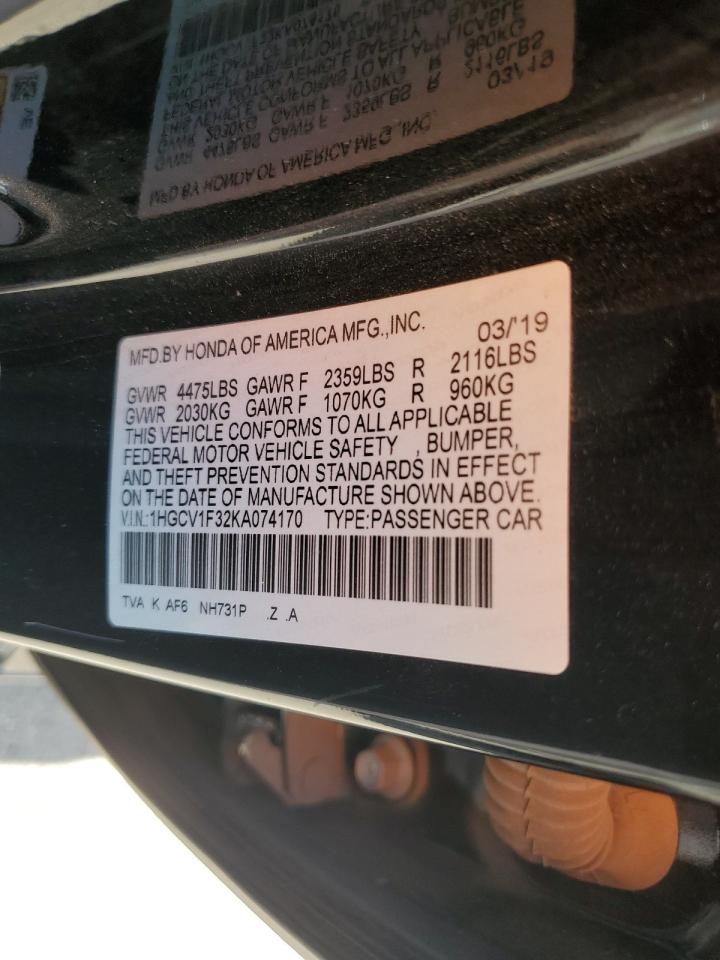 MFD.BY HONDA OF AMERICA MFG.,INC. 03/'19
GVWR 4475LBS GAWR F 2359LBS R 2116LBS
GVWR 2030KG GAWR F 1070KG R 960KG
THIS VEHICLE CONFORMS TO ALL APPLICABLE
FEDERAL MOTOR VEHICLE SAFETY , BUMPER,
AND THEFT PREVENTION STANDARDS IN EFFECT
ON THE DATE OF MANUFACTURE SHOWN ABOVE.
V.I.N.:1HGCV1F32KA074170 TYPE:PASSENGER CAR
TVA K AF6 NH731P .Z .A